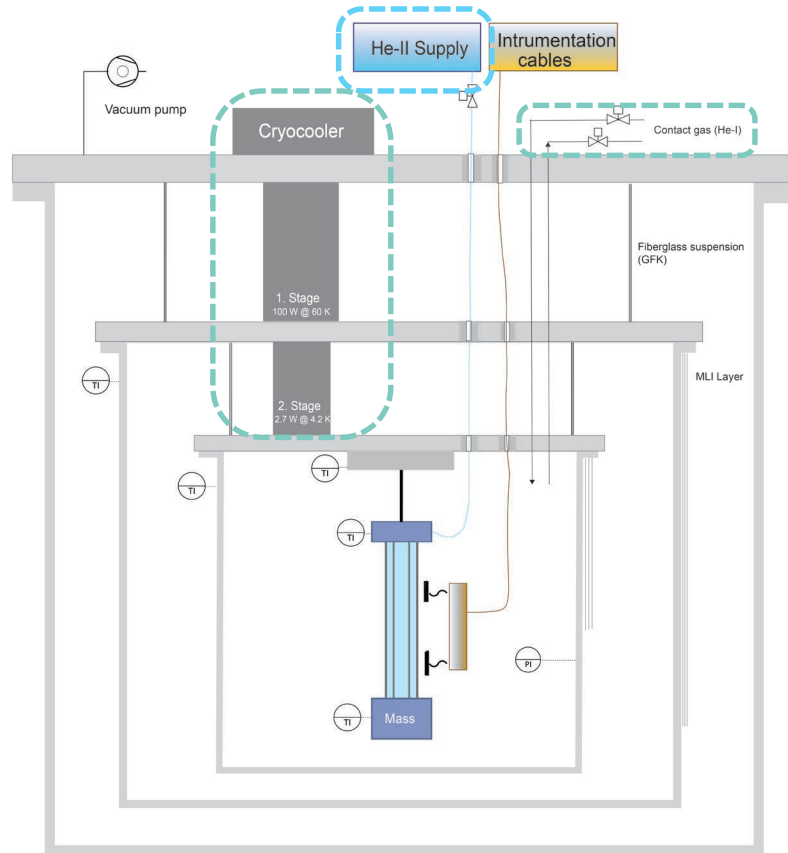 He-II Supply
Intrumentation
cables
Vacuum pump
Cryocooler
Contact gas (He-I)
Fiberglass suspension
(GFK)
1. Stage
100 W @ 60 K
MLI Layer
TI
2. Stage
2.7 W @ 4.2 K
TI
TI
TI
PI
TI
Mass